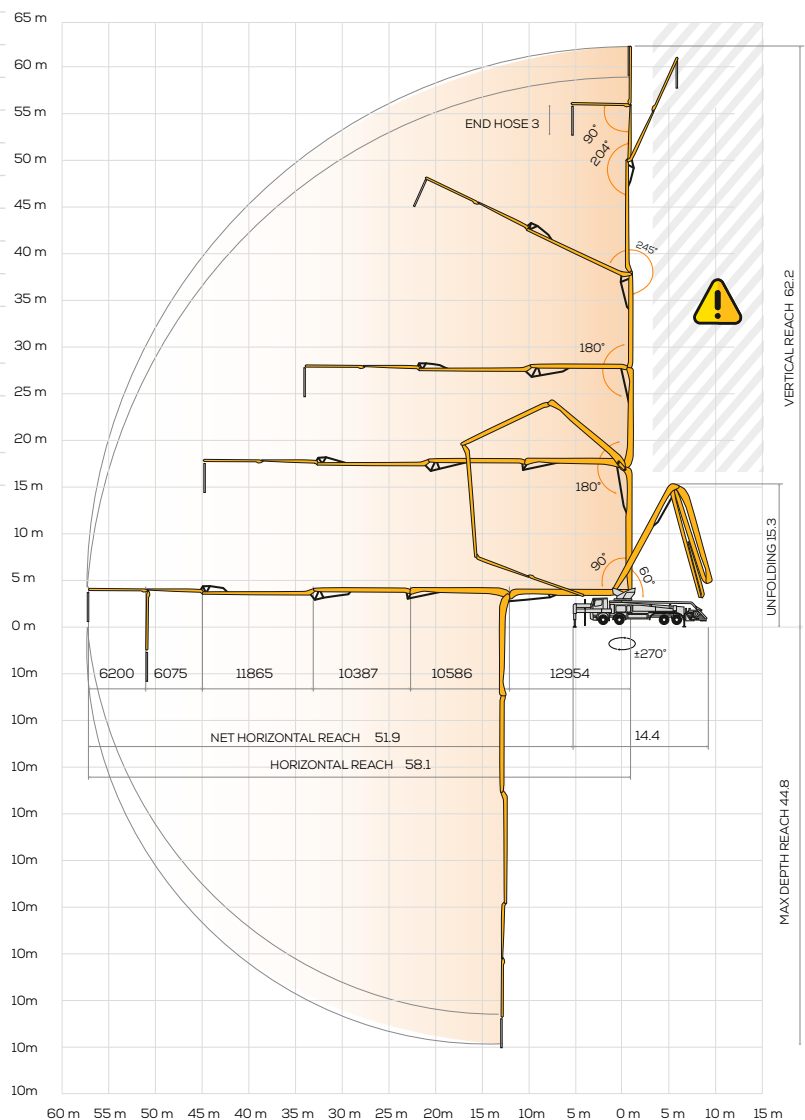 65 m
60 m
55 m
END HOSE 3
90°
204°
50 m
45 m
40 m
245°
35 m
VERTICAL REACH 62.2
30 m
180°
25 m
20 m
15 m
180°
10 m
UNFOLDING 15.3
5 m
90°
60°
0 m
±270°
10m
6200
6075
11865
10387
10586
12954
10m
NET HORIZONTAL REACH 51.9
14.4
10m
HORIZONTAL REACH 58.1
10m
MAX DEPTH REACH 44.8
10m
10m
10m
10m
10m
10m
60 m
55 m
50 m
45 m
40 m
35 m
30 m
25 m
20m
15 m
10 m
5 m
0 m
5 m
10 m
15 m